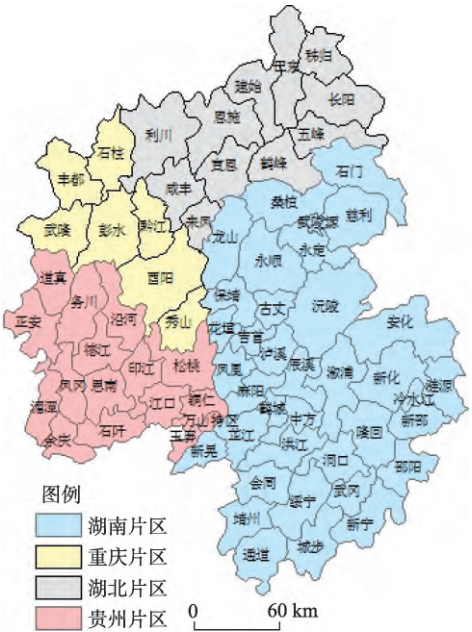 巴东
秭归
建始
长阳
恩施
利川
五峰
石柱
宣恩
鹤峰
石门
丰都
咸丰
桑植
慈利
武陵源
黔江
来凤
武隆
彭水
龙山
永定
永顺
酉阳
道真
务川
保靖
古丈
沅陵
沿河
秀山
正安
花垣
吉首
安化
泸溪
辰溪
印江
松桃
凤凰
溆浦
新化
涟源
凤冈
思南
麻阳
冷水江
湄潭
江口
铜仁
鹤城
中方
新邵
万山特区
隆回
余庆
石阡
玉屏
芷江
洪江
新晃
洞口
邵阳
会同
武冈
绥宁
靖州
新宁
通道
城步
图例
湖南片区
重庆片区
湖北片区
贵州片区
0 60 km